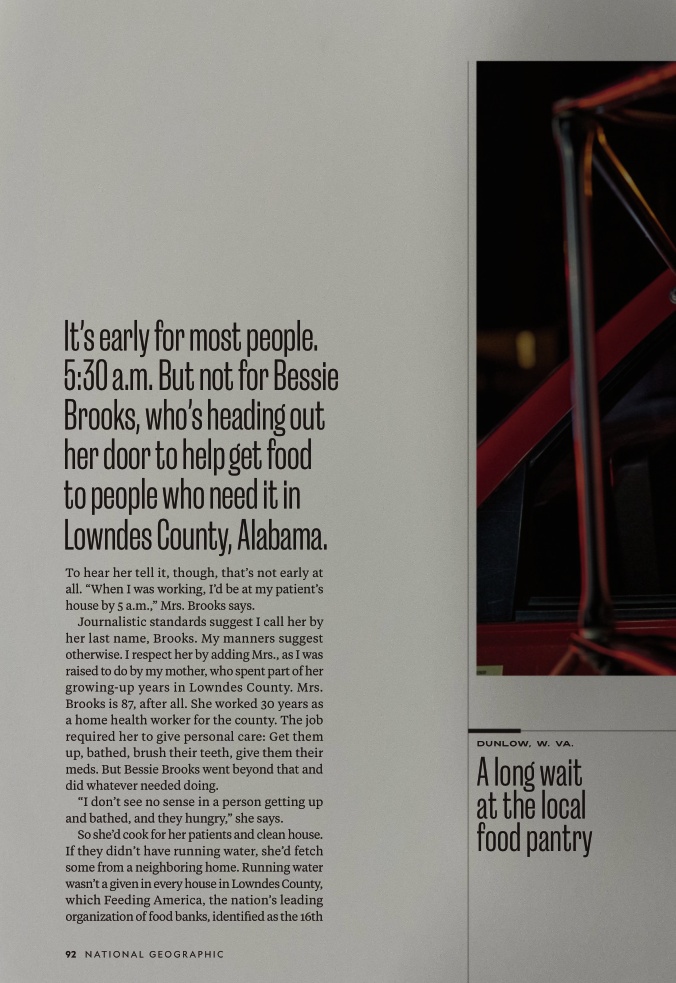 It's early for most people.
5:30 a.m. But not for Bessie
Brooks, who's heading out
her door to help get food
to people who need it in
Lowndes County, Alabama.
To hear her tell it, though, that's not early at
all. “When I was working, I'd be at my patient's
house by 5 a.m.,” Mrs. Brooks says.
Journalistic standards suggest I call her by
her last name, Brooks. My manners suggest
otherwise. I respect her by adding Mrs., as I was
raised to do by my mother, who spent part of her
growing-up years in Lowndes County. Mrs.
Brooks is 87, after all. She worked 30 years as
a home health worker for the county. The job
required her to give personal care: Get them
up, bathed, brush their teeth, give them their
meds. But Bessie Brooks went beyond that and
did whatever needed doing.
“I don't see no sense in a person getting up
and bathed, and they hungry,” she says.
So she'd cook for her patients and clean house.
If they didn't have running water, she'd fetch
some from a neighboring home. Running water
wasn't a given in every house in Lowndes County,
which Feeding America, the nation's leading
organization of food banks, identified as the 16th
92 NATIONAL GEOGRAPHIC
DUNLOW, W. VA.
A long wait
at the local
food pantry